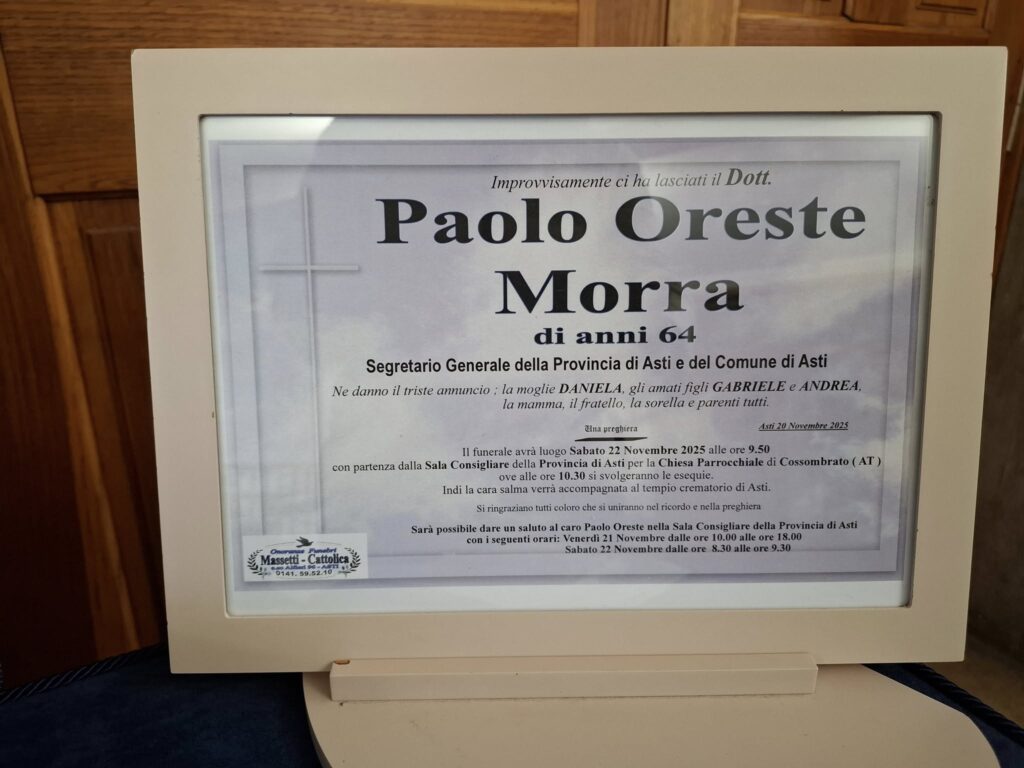 Improvvisamente ci ha lasciati il Dott.
Paolo Oreste
Morra
di anni 64
Segretario Generale della Provincia di Asti e del Comune di Asti
Ne danno il triste annuncio ; la moglie DANIELA, gli amati figli GABRIELE e ANDREA,
la mamma, il fratello, la sorella e parenti tutti.
Una preghiera
Asti 20 Novembre 2025
Il funerale avrà luogo Sabato 22 Novembre 2025 alle ore 9.50
con partenza dalla Sala Consigliare della Provincia di Asti per la Chiesa Parrocchiale di Cossombrato ( AT )
ove alle ore 10.30 si svolgeranno le esequie.
Indi la cara salma verrà accompagnata al tempio crematorio di Asti.
Si ringraziano tutti coloro che si uniranno nel ricordo e nella preghiera
Sarà possibile dare un saluto al caro Paolo Oreste nella Sala Consigliare della Provincia di Asti
con i seguenti orari: Venerdì 21 Novembre dalle ore 10.00 alle ore 18.00
Sabato 22 Novembre dalle ore 8.30 alle ore 9.30
Onoranze Funebri
Massetti - Cattolica
c.so Alfieri 96 - ASTI
0141. 59.52.10